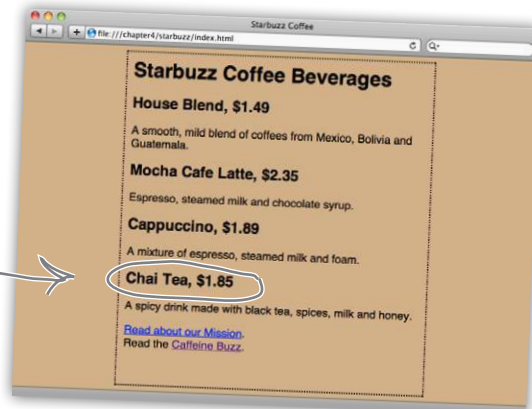 Starbuzz Coffee
file:///chapter4/starbuzz/index.html
Starbuzz Coffee Beverages
House Blend, $1.49
A smooth, mild blend of coffees from Mexico, Bolivia and
Guatemala.
Mocha Cafe Latte, $2.35
Espresso, steamed milk and chocolate syrup.
Cappuccino, $1.89
A mixture of espresso, steamed milk and foam.
Chai Tea, $1.85
A spicy drink made with black tea, spices, milk and honey.
Read about our Mission.
Read the Caffeine Buzz.